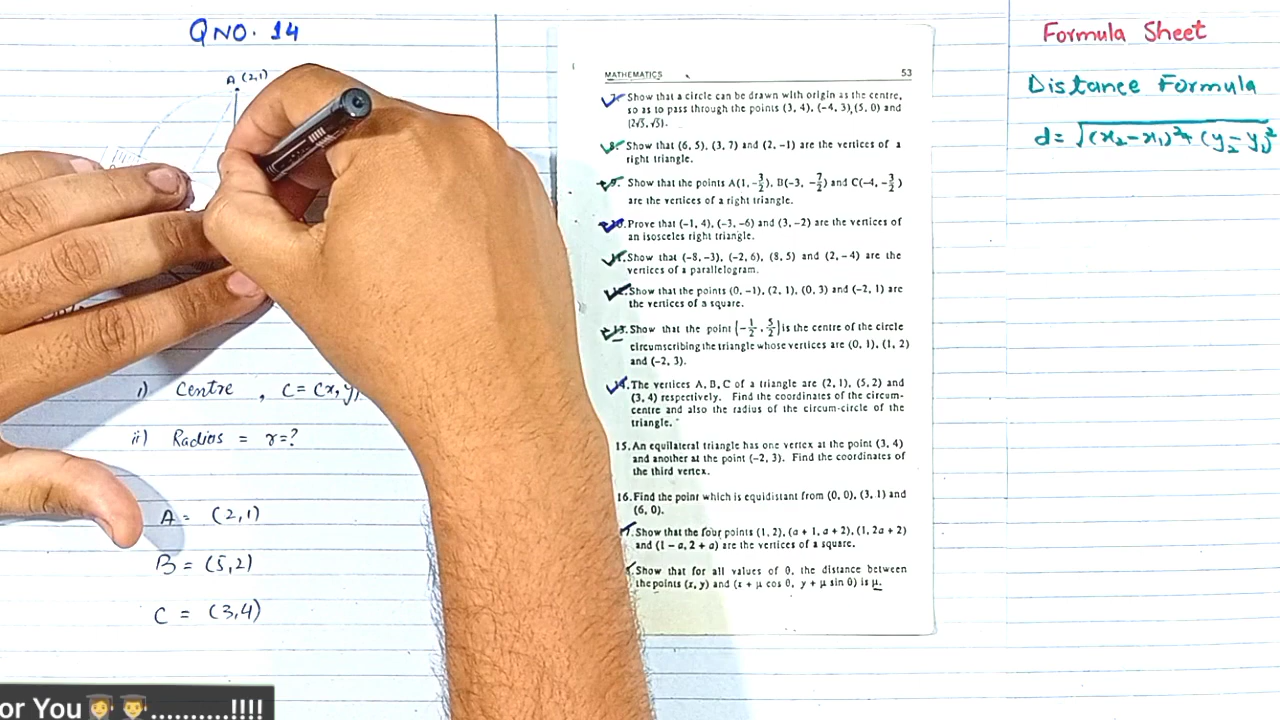 QNO. 14
A (2,1)
i) Centre , C = C(x, y)
ii) Radios = r=?
A = (2,1)
B = (5,2)
C = (3,4)
or You👩‍🎓👨‍🎓..........!!!!
MATHEMATICS 53
7. Show that a circle can be drawn with origin as the centre,
so as to pass through the points (3, 4), (−4, 3), (5, 0) and
(2√5, √5).
8. Show that (6, 5), (3, 7) and (2, −1) are the vertices of a
right triangle.
9. Show that the points A(1, −3/2), B(−3, −7/2) and C(−4, −3/2)
are the vertices of a right triangle.
10. Prove that (−1, 4), (−3, −6) and (3, −2) are the vertices of
an isosceles right triangle.
11. Show that (−8, −3), (−2, 6), (8, 5) and (2, −4) are the
vertices of a parallelogram.
12. Show that the points (0, −1), (2, 1), (0, 3) and (−2, 1) are
the vertices of a square.
13. Show that the point (−1/2, 5/2) is the centre of the circle
circumscribing the triangle whose vertices are (0, 1), (1, 2)
and (−2, 3).
14. The vertices A, B, C of a triangle are (2, 1), (5, 2) and
(3, 4) respectively. Find the coordinates of the circum-
centre and also the radius of the circum-circle of the
triangle.
15. An equilateral triangle has one vertex at the point (3, 4)
and another at the point (−2, 3). Find the coordinates of
the third vertex.
16. Find the point which is equidistant from (0, 0), (3, 1) and
(6, 0).
Show that the four points (1, 2), (a + 1, a + 2), (1, 2a + 2)
and (1 − a, 2 + a) are the vertices of a square.
Show that for all values of θ, the distance between
the points (x, y) and (x + μ cos θ, y + μ sin θ) is μ.
Formula Sheet
Distance Formula
d = √(x₂−x₁)²+(y₂−y₁)²